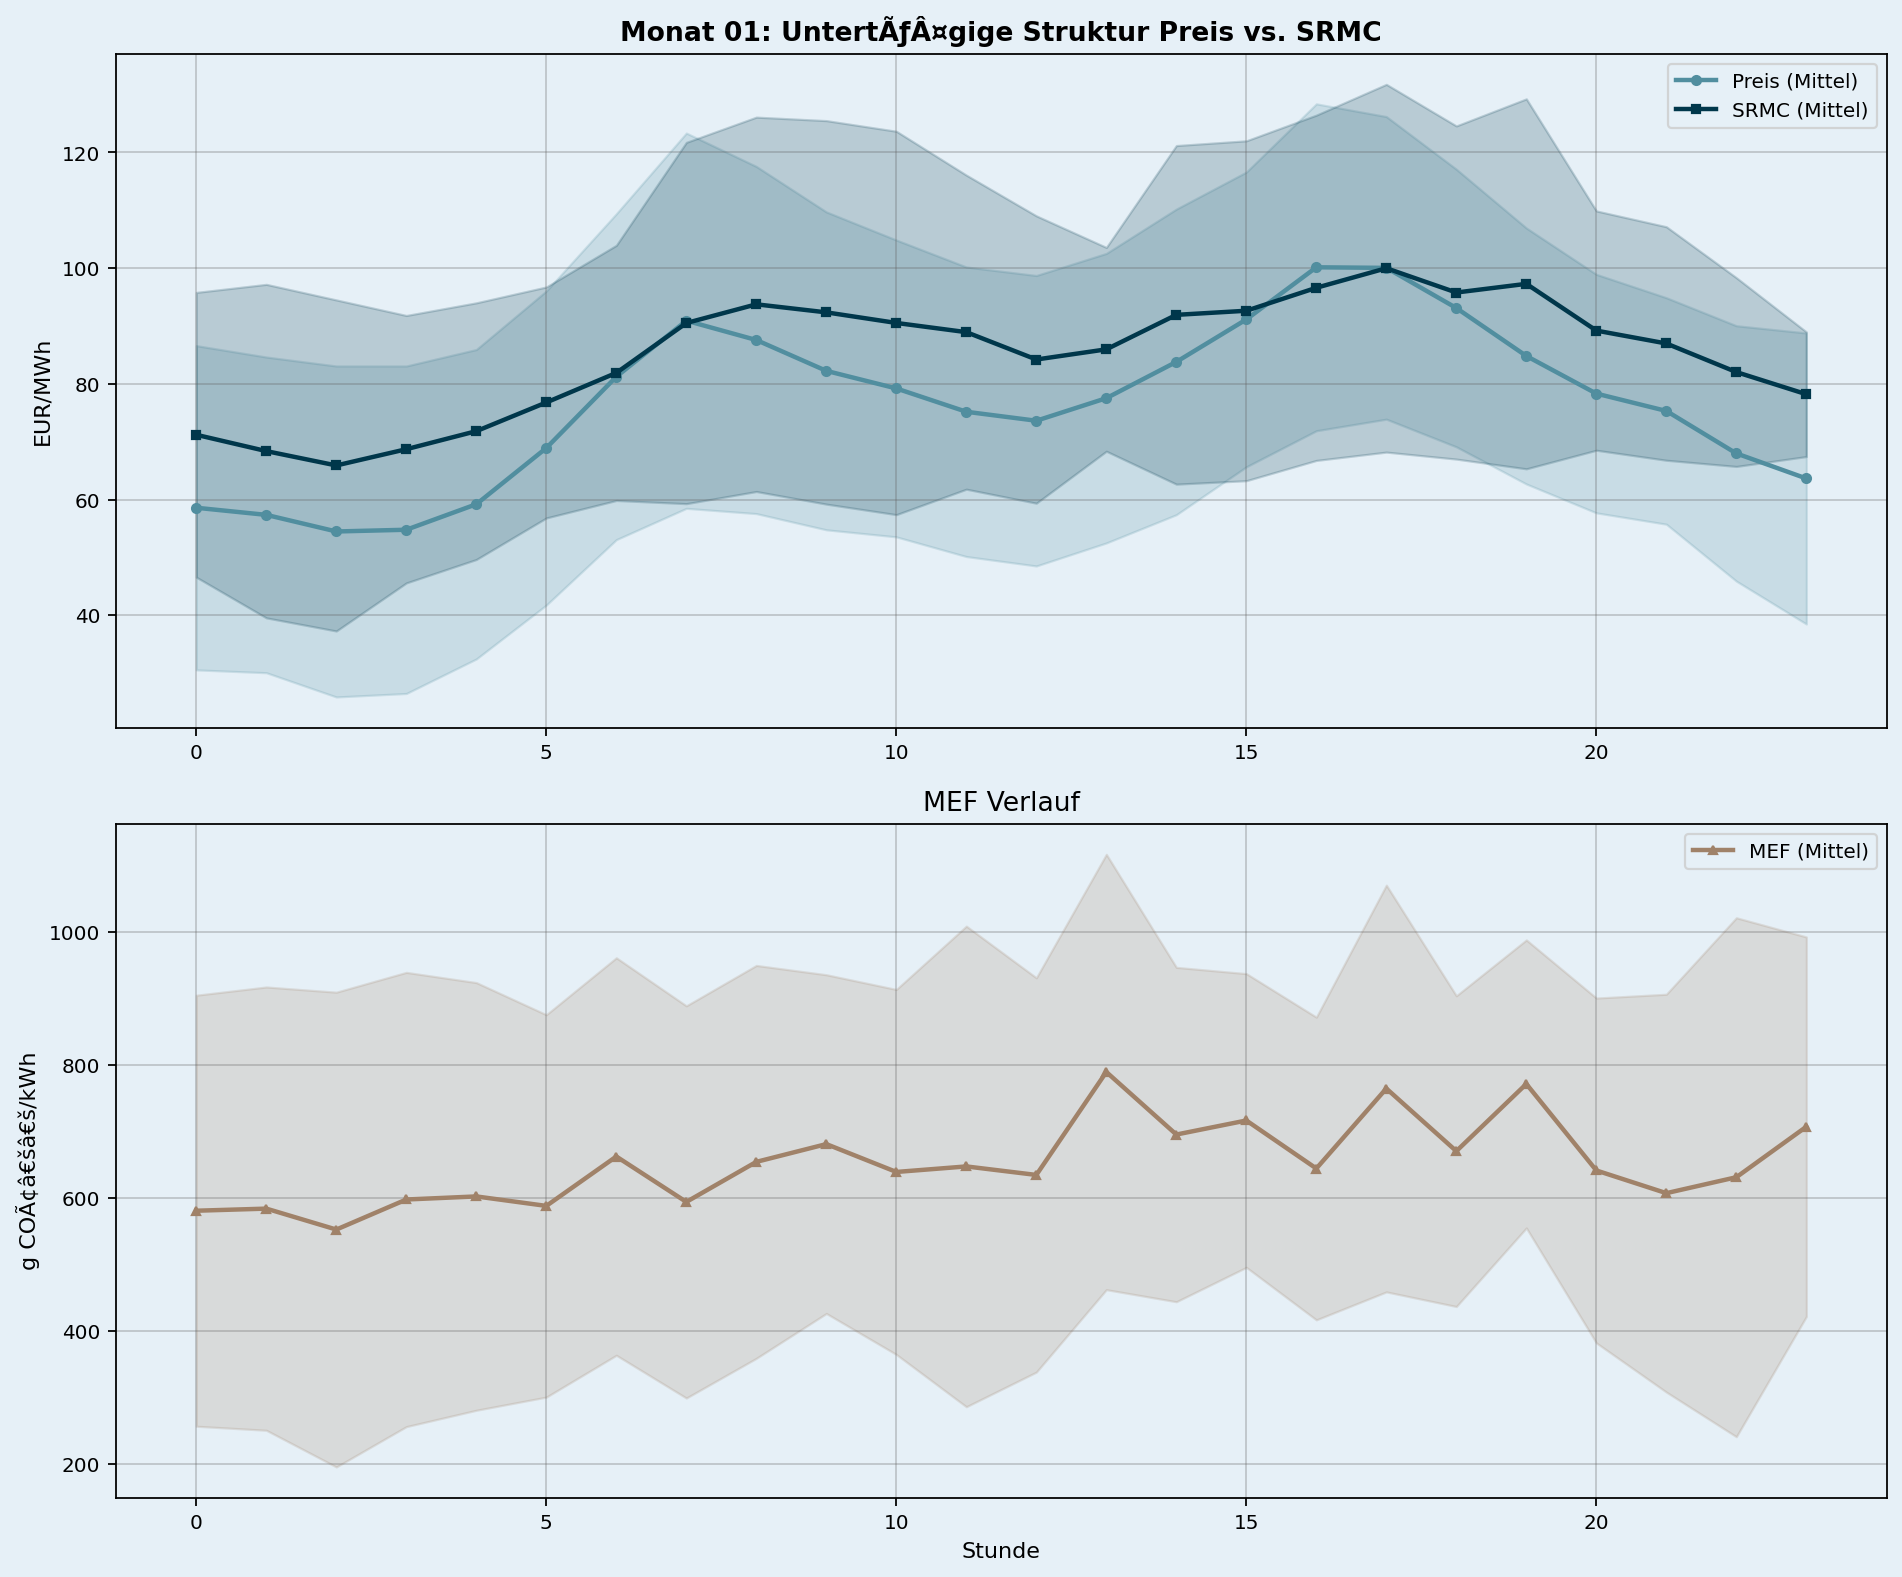 Monat 01: UntertÃƒÂ¤gige Struktur Preis vs. SRMC
Preis (Mittel)
SRMC (Mittel)
EUR/MWh
120
100
80
60
40
0 5 10 15 20
MEF Verlauf
MEF (Mittel)
g COÃ¢â€šâ€š/kWh
1000
800
600
400
200
0 5 10 15 20
Stunde